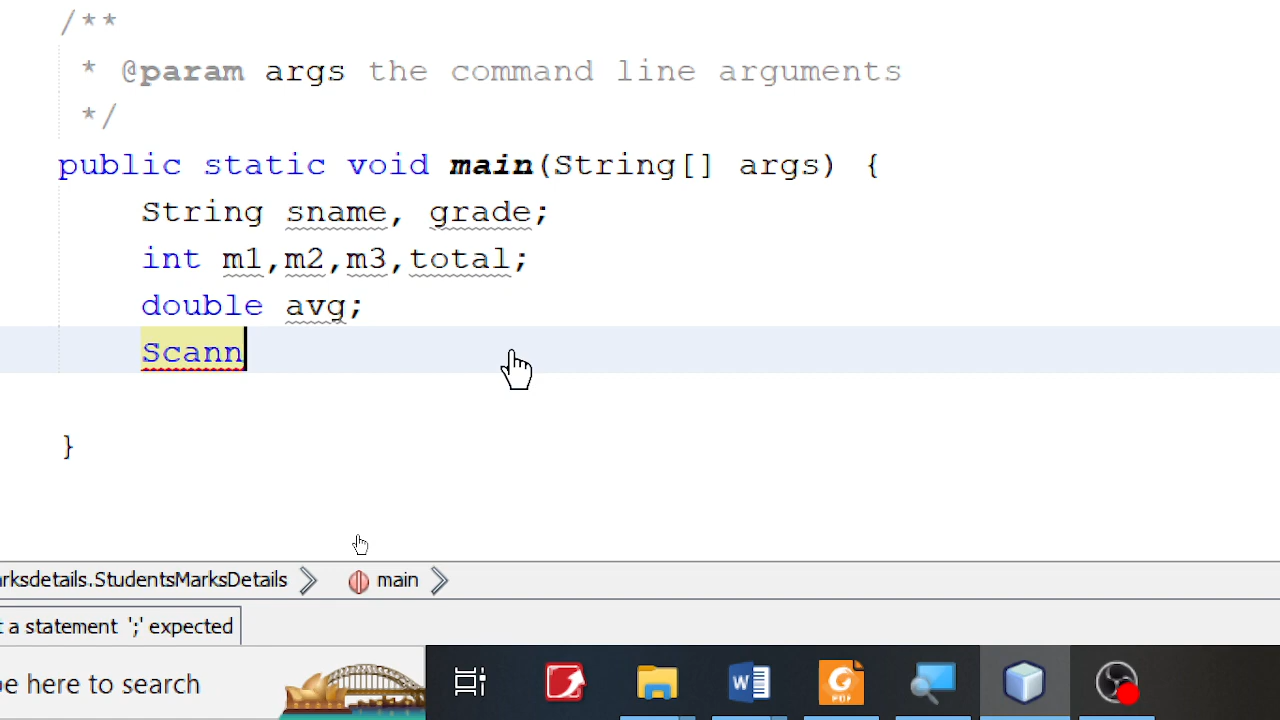 /**
* @param args the command line arguments
*/
public static void main(String[] args) {
String sname, grade;
int m1,m2,m3,total;
double avg;
Scann
}
rksdetails.StudentsMarksDetails main
t a statement ';' expected
e here to search
W
G
PDF